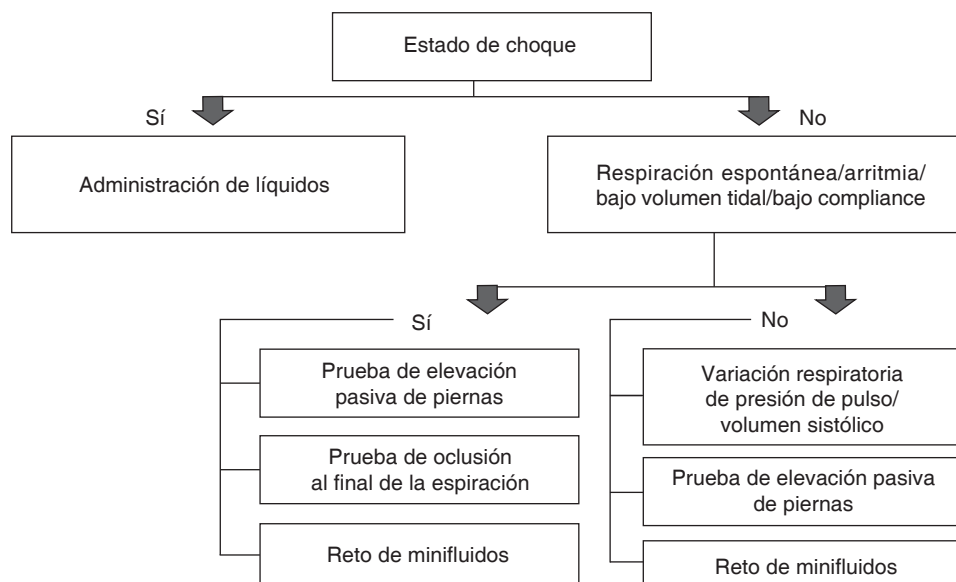 Estado de choque
Sí
No
Administración de líquidos
Respiración espontánea/arritmia/
bajo volumen tidal/bajo compliance
Sí
No
Prueba de elevación
pasiva de piernas
Prueba de oclusión
al final de la espiración
Reto de minifluidos
Variación respiratoria
de presión de pulso/
volumen sistólico
Prueba de elevación pasiva
de piernas
Reto de minifluidos